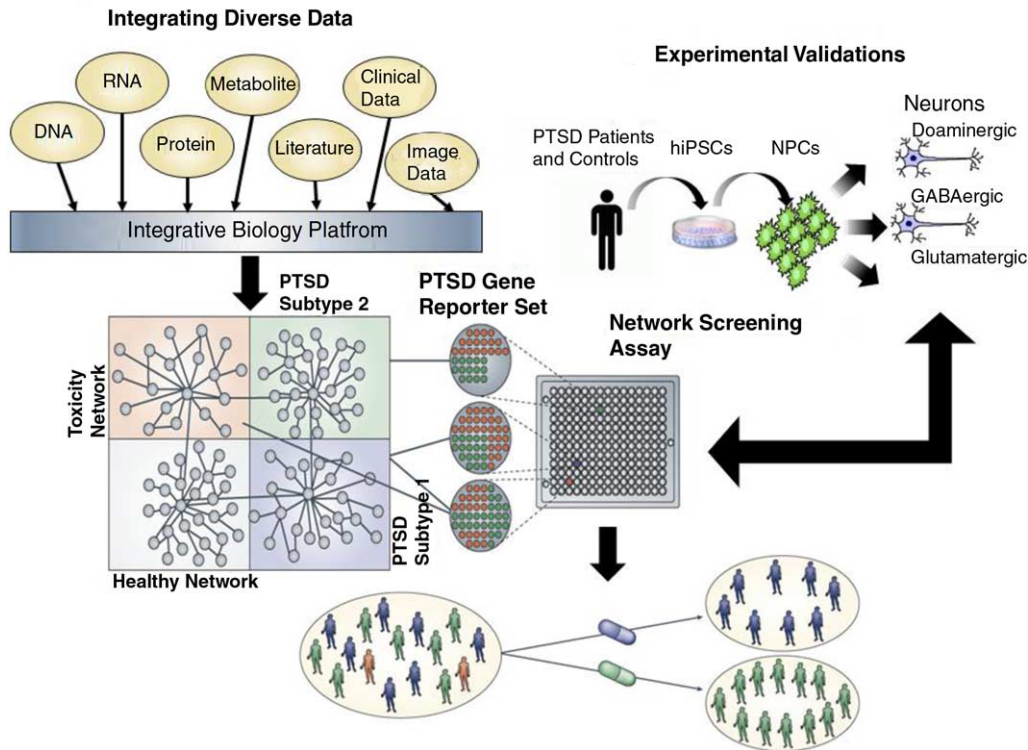 Integrating Diverse Data
DNA
RNA
Protein
Metabolite
Literature
Clinical
Data
Image
Data
Integrative Biology Platfrom
Experimental Validations
PTSD Patients
and Controls
hiPSCs
NPCs
Neurons
Doaminergic
GABAergic
Glutamatergic
PTSD
Subtype 2
Toxicity
Network
Healthy Network
PTSD
Subtype 1
PTSD Gene
Reporter Set
Network Screening
Assay